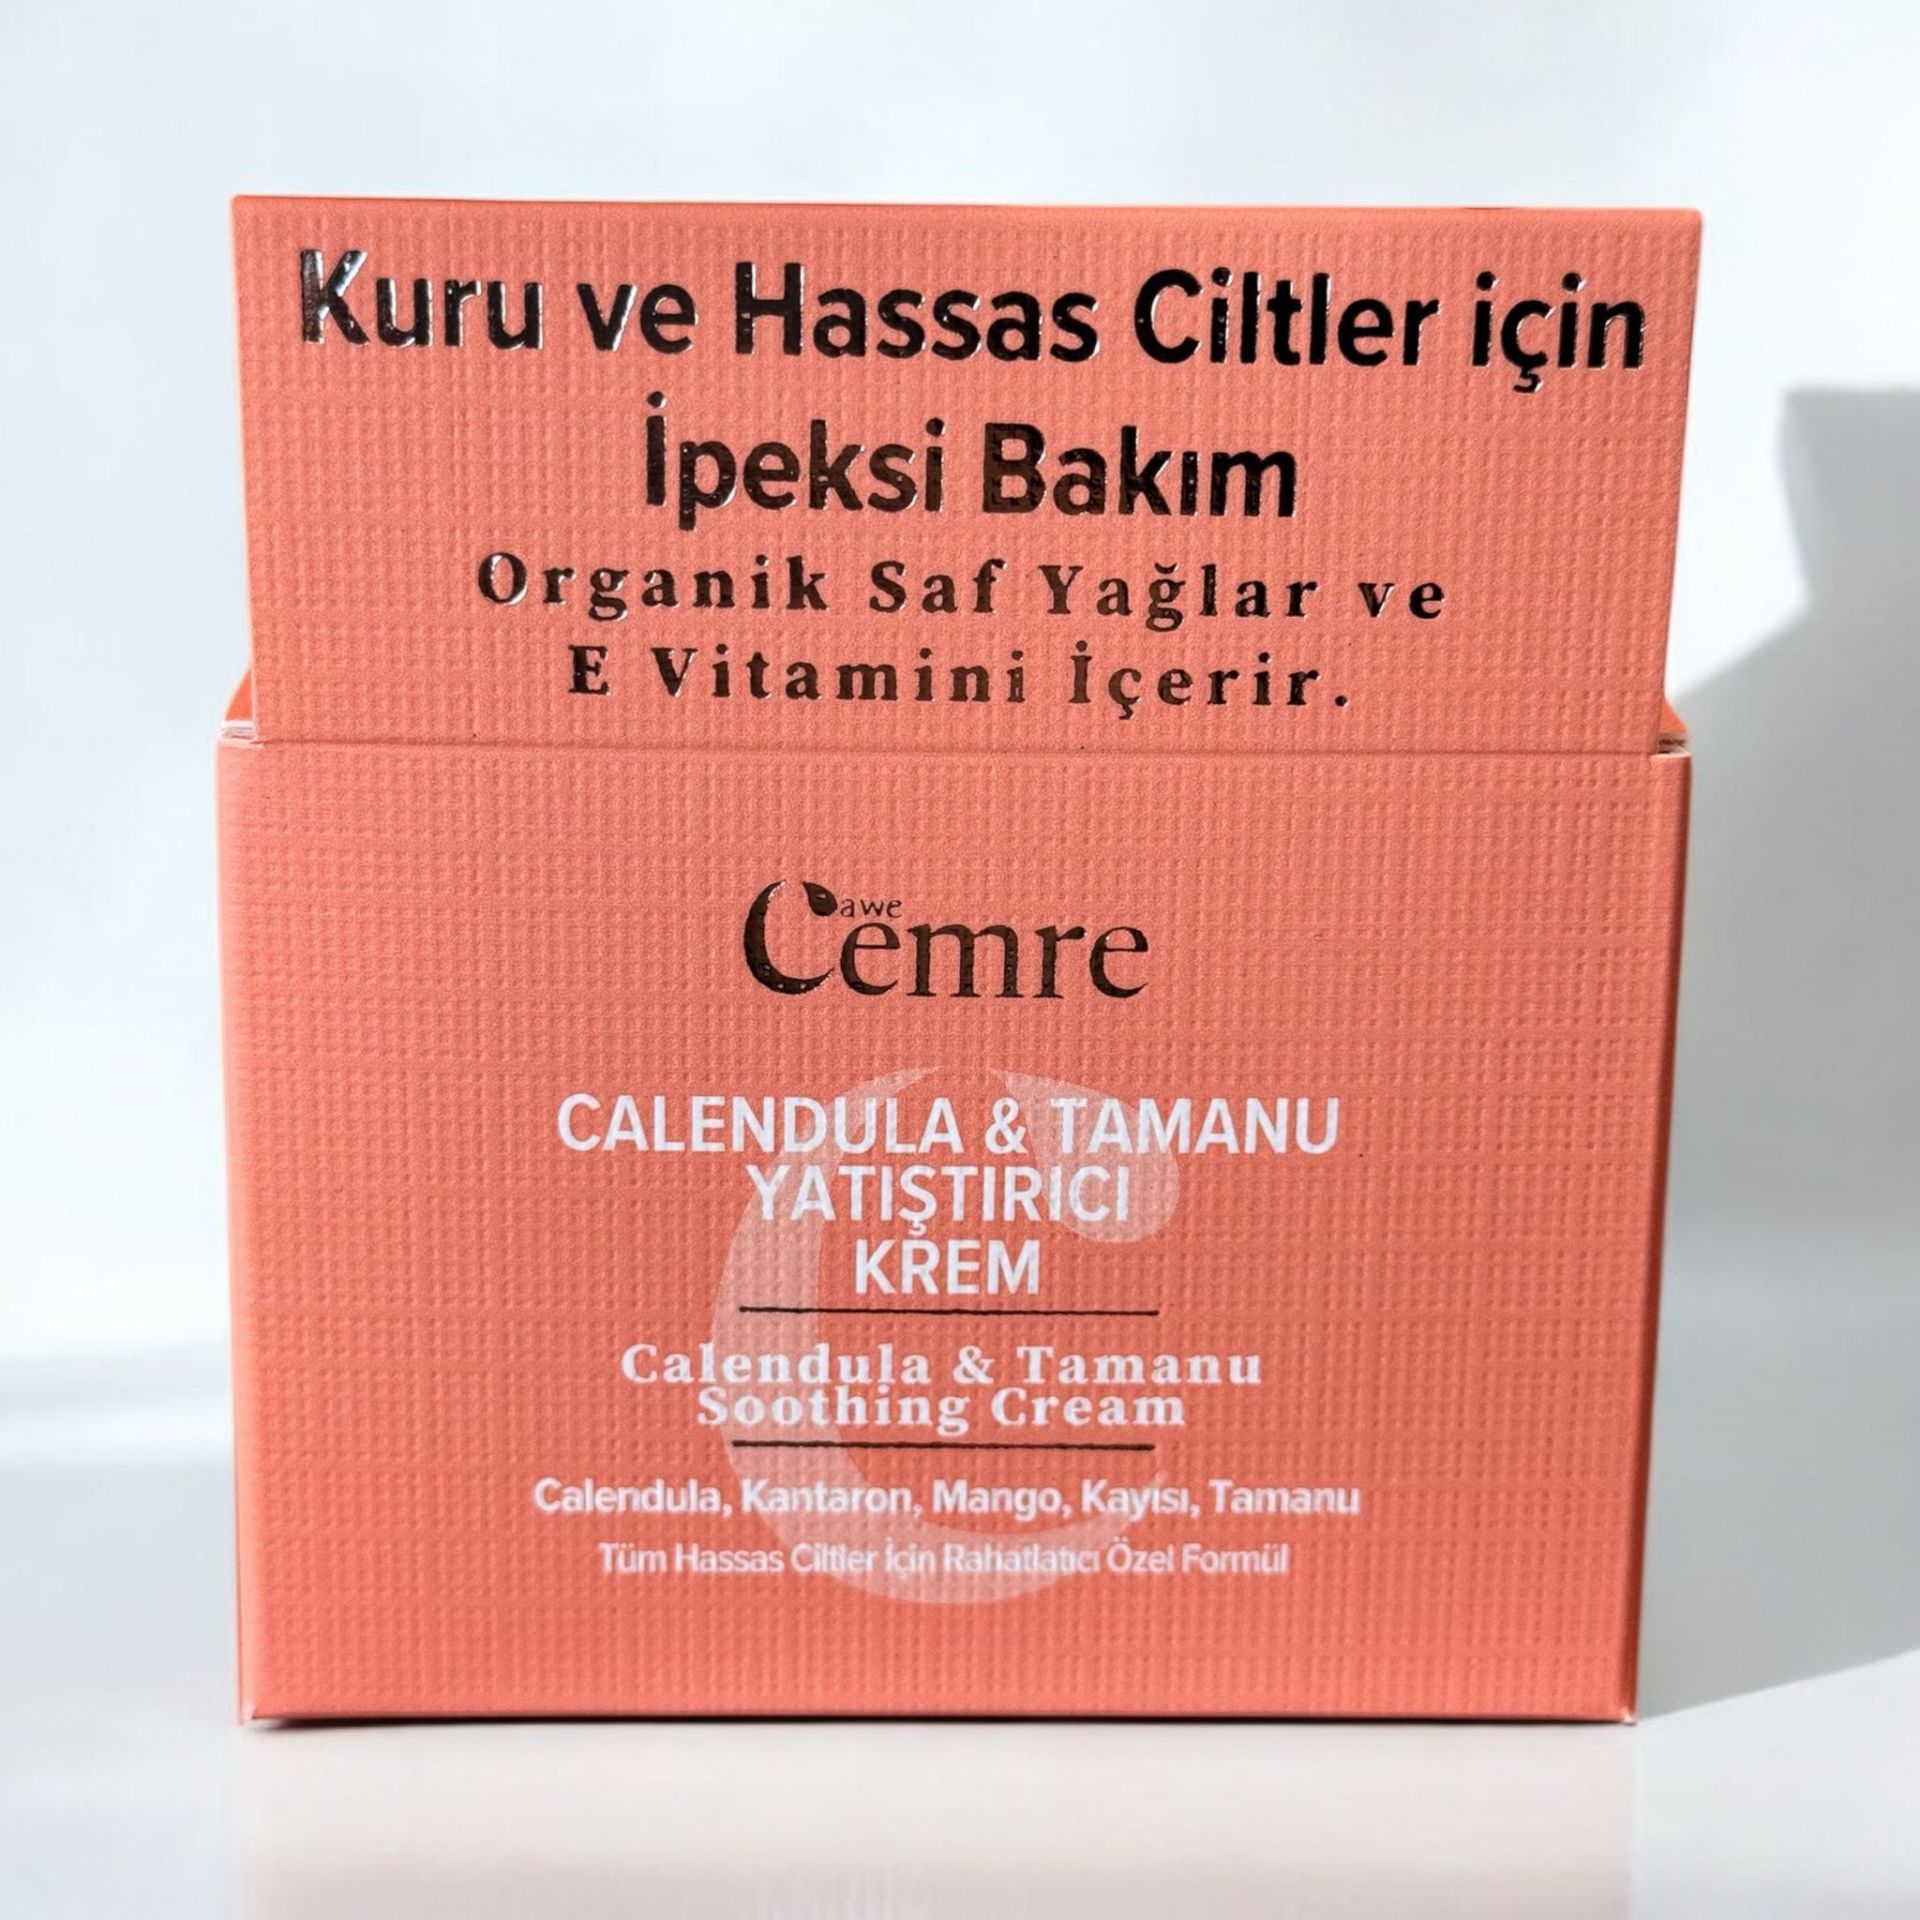 Kuru ve Hassas Ciltler için
İpeksi Bakım
Organik Saf Yağlar ve
E Vitamini İçerir.
awe
Cemre
CALENDULA & TAMANU
YATIŞTIRICI
KREM
Calendula & Tamanu
Soothing Cream
Calendula, Kantaron, Mango, Kayısı, Tamanu
Tüm Hassas Ciltler İçin Rahatlatıcı Özel Formül